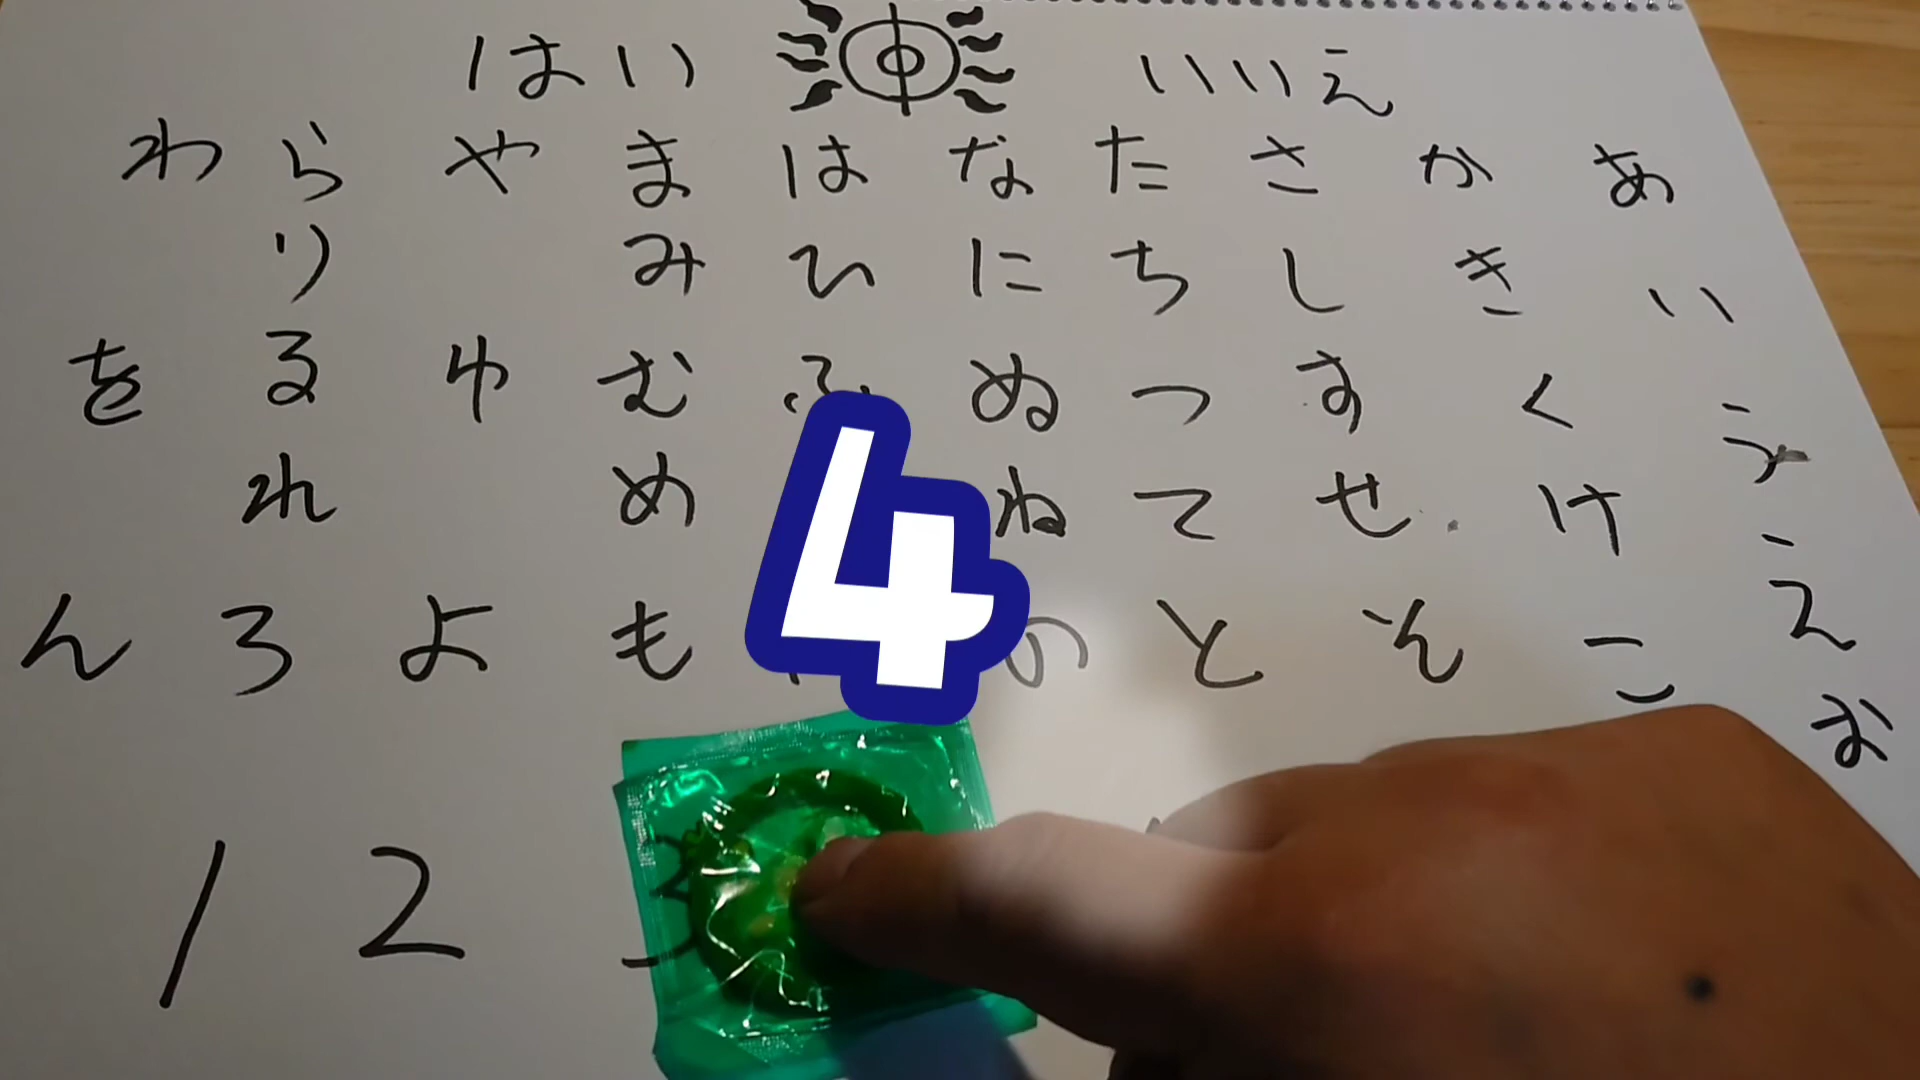 はい いいえ
わ ら や ま は な た さ か あ
り み ひ に ち し き い
を る ゆ む ふ ぬ つ す く う
れ め ね て せ け え
ん ろ よ も の と そ こ お
4
1 2